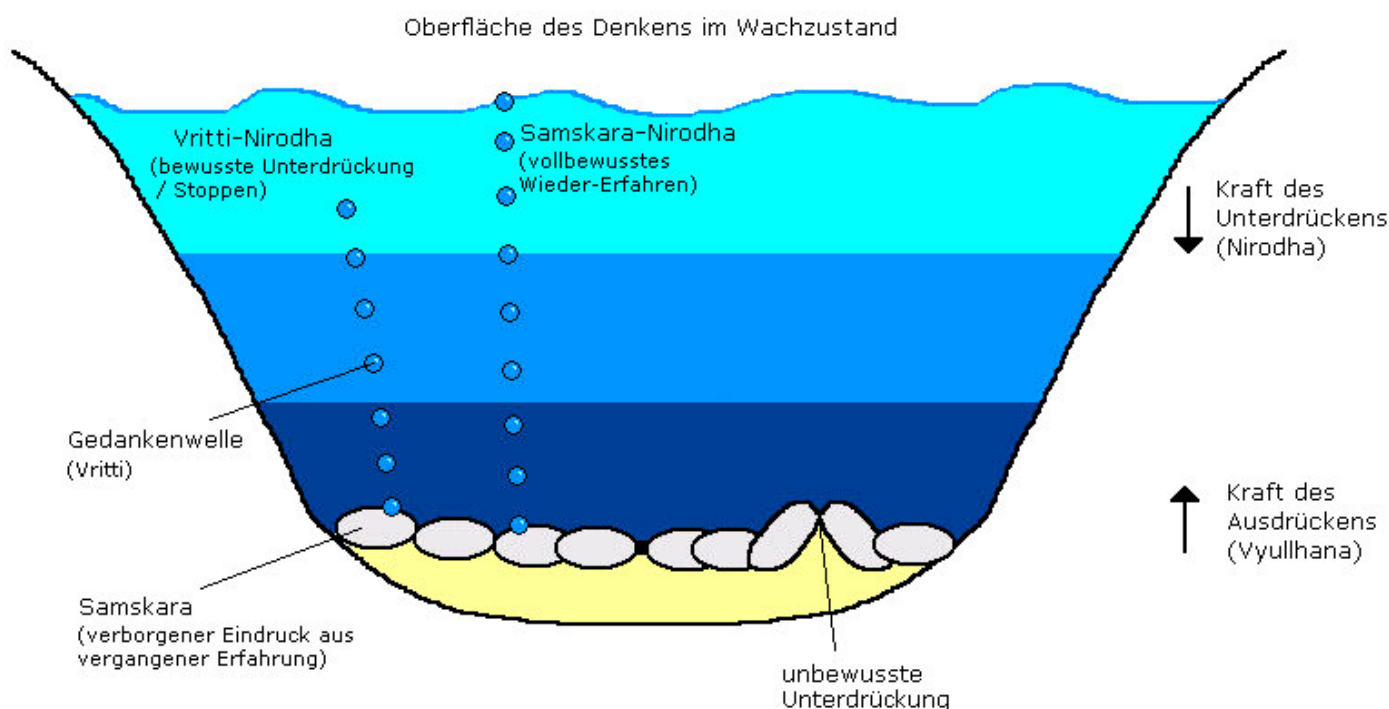 Oberfläche des Denkens im Wachzustand
Vritti-Nirodha
(bewusste Unterdrückung
/ Stoppen)
Samskara-Nirodha
(vollbewusstes
Wieder-Erfahren)
Kraft des
Unterdrückens
(Nirodha)
Gedankenwelle
(Vritti)
Kraft des
Ausdrückens
(Vyullhana)
Samskara
(verborgener Eindruck aus
vergangener Erfahrung)
unbewusste
Unterdrückung